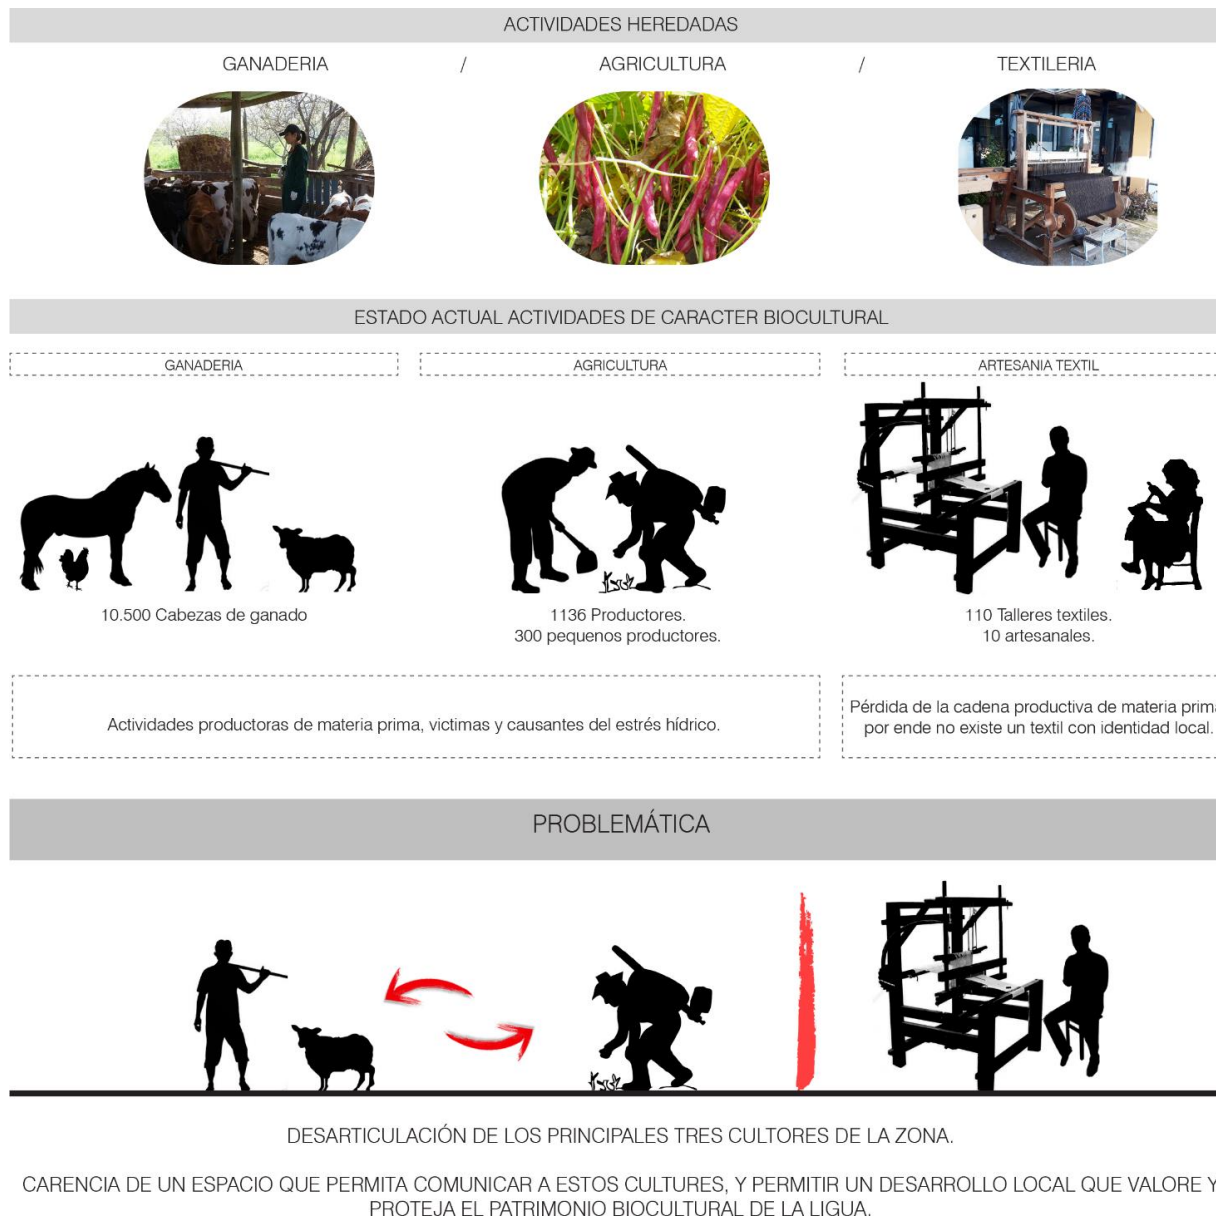 ACTIVIDADES HEREDADAS
GANADERIA / AGRICULTURA / TEXTILERIA
ESTADO ACTUAL ACTIVIDADES DE CARACTER BIOCULTURAL
GANADERIA
AGRICULTURA
ARTESANIA TEXTIL
10.500 Cabezas de ganado
1136 Productores.
300 pequenos productores.
110 Talleres textiles.
10 artesanales.
Actividades productoras de materia prima, victimas y causantes del estrés hídrico.
Pérdida de la cadena productiva de materia prima
por ende no existe un textil con identidad local.
PROBLEMÁTICA
DESARTICULACIÓN DE LOS PRINCIPALES TRES CULTORES DE LA ZONA.
CARENCIA DE UN ESPACIO QUE PERMITA COMUNICAR A ESTOS CULTURES, Y PERMITIR UN DESARROLLO LOCAL QUE VALORE Y
PROTEJA EL PATRIMONIO BIOCULTURAL DE LA LIGUA.